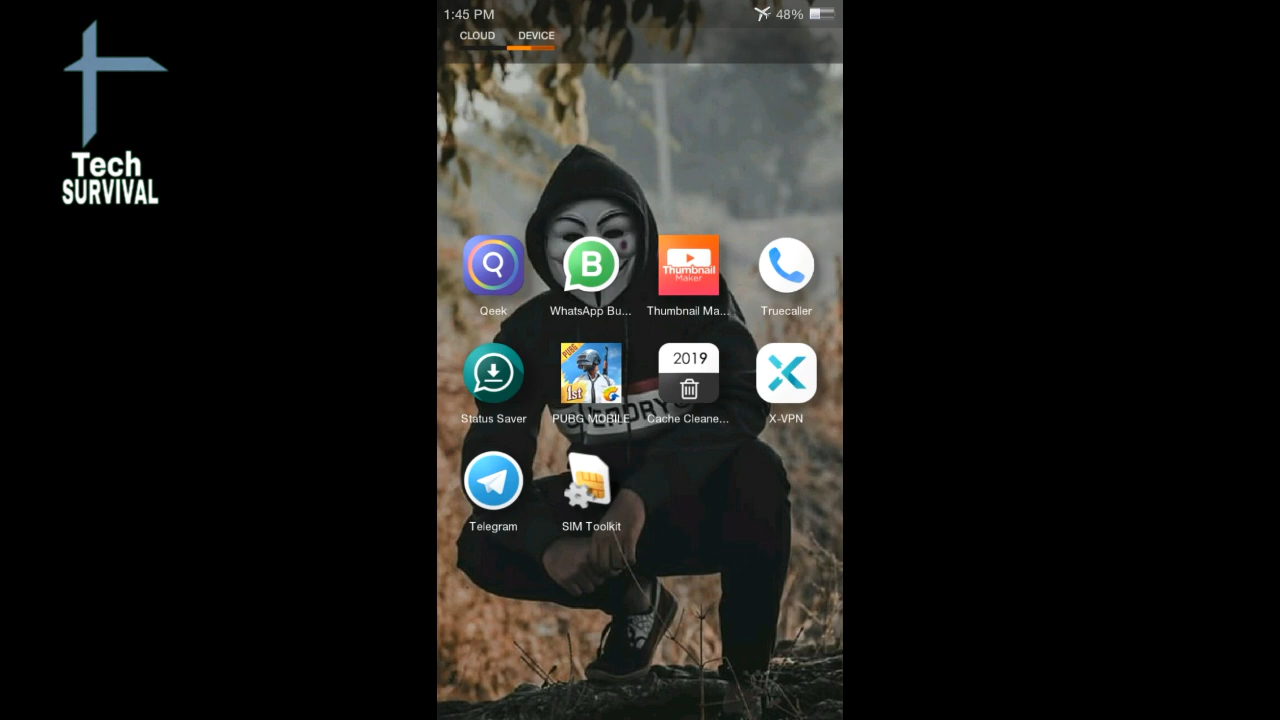 Tech
SURVIVAL
1:45 PM
48%
CLOUD DEVICE
B
Thumbnail
Maker
Qeek
WhatsApp Bu...
Thumbnail Ma...
Truecaller
PUBG
1st
2019
Status Saver
PUBG MOBILE
Cache Cleane...
X-VPN
Telegram
SIM Toolkit